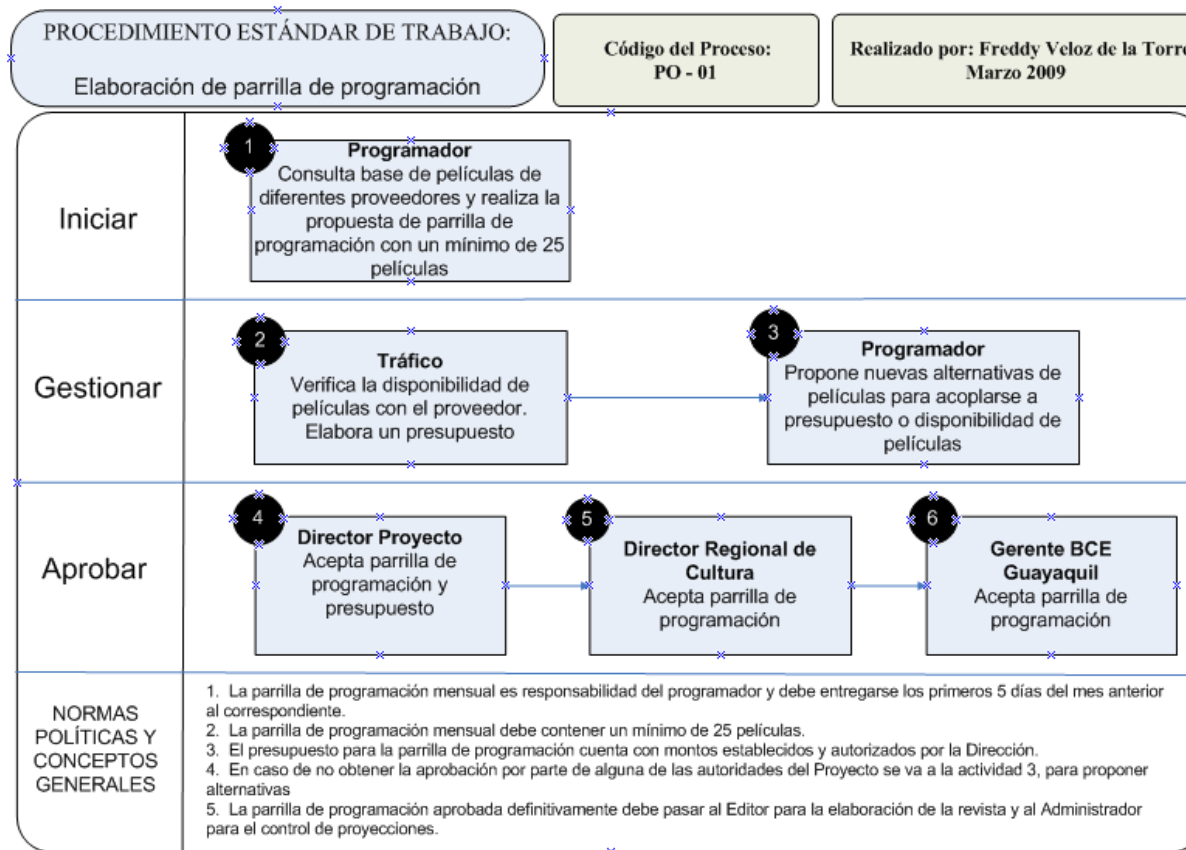 PROCEDIMIENTO ESTÁNDAR DE TRABAJO:
Elaboración de parrilla de programación
Código del Proceso:
PO - 01
Realizado por: Freddy Veloz de la Torre
Marzo 2009
Iniciar
1
Programador
Consulta base de películas de
diferentes proveedores y realiza la
propuesta de parrilla de
programación con un mínimo de 25
películas
Gestionar
2
Tráfico
Verifica la disponibilidad de
películas con el proveedor.
Elabora un presupuesto
3
Programador
Propone nuevas alternativas de
películas para acoplarse a
presupuesto o disponibilidad de
películas
Aprobar
4
Director Proyecto
Acepta parrilla de
programación y
presupuesto
5
Director Regional de
Cultura
Acepta parrilla de
programación
6
Gerente BCE
Guayaquil
Acepta parrilla de
programación
NORMAS
POLÍTICAS Y
CONCEPTOS
GENERALES
1. La parrilla de programación mensual es responsabilidad del programador y debe entregarse los primeros 5 días del mes anterior
al correspondiente.
2. La parrilla de programación mensual debe contener un mínimo de 25 películas.
3. El presupuesto para la parrilla de programación cuenta con montos establecidos y autorizados por la Dirección.
4. En caso de no obtener la aprobación por parte de alguna de las autoridades del Proyecto se va a la actividad 3, para proponer
alternativas
5. La parrilla de programación aprobada definitivamente debe pasar al Editor para la elaboración de la revista y al Administrador
para el control de proyecciones.